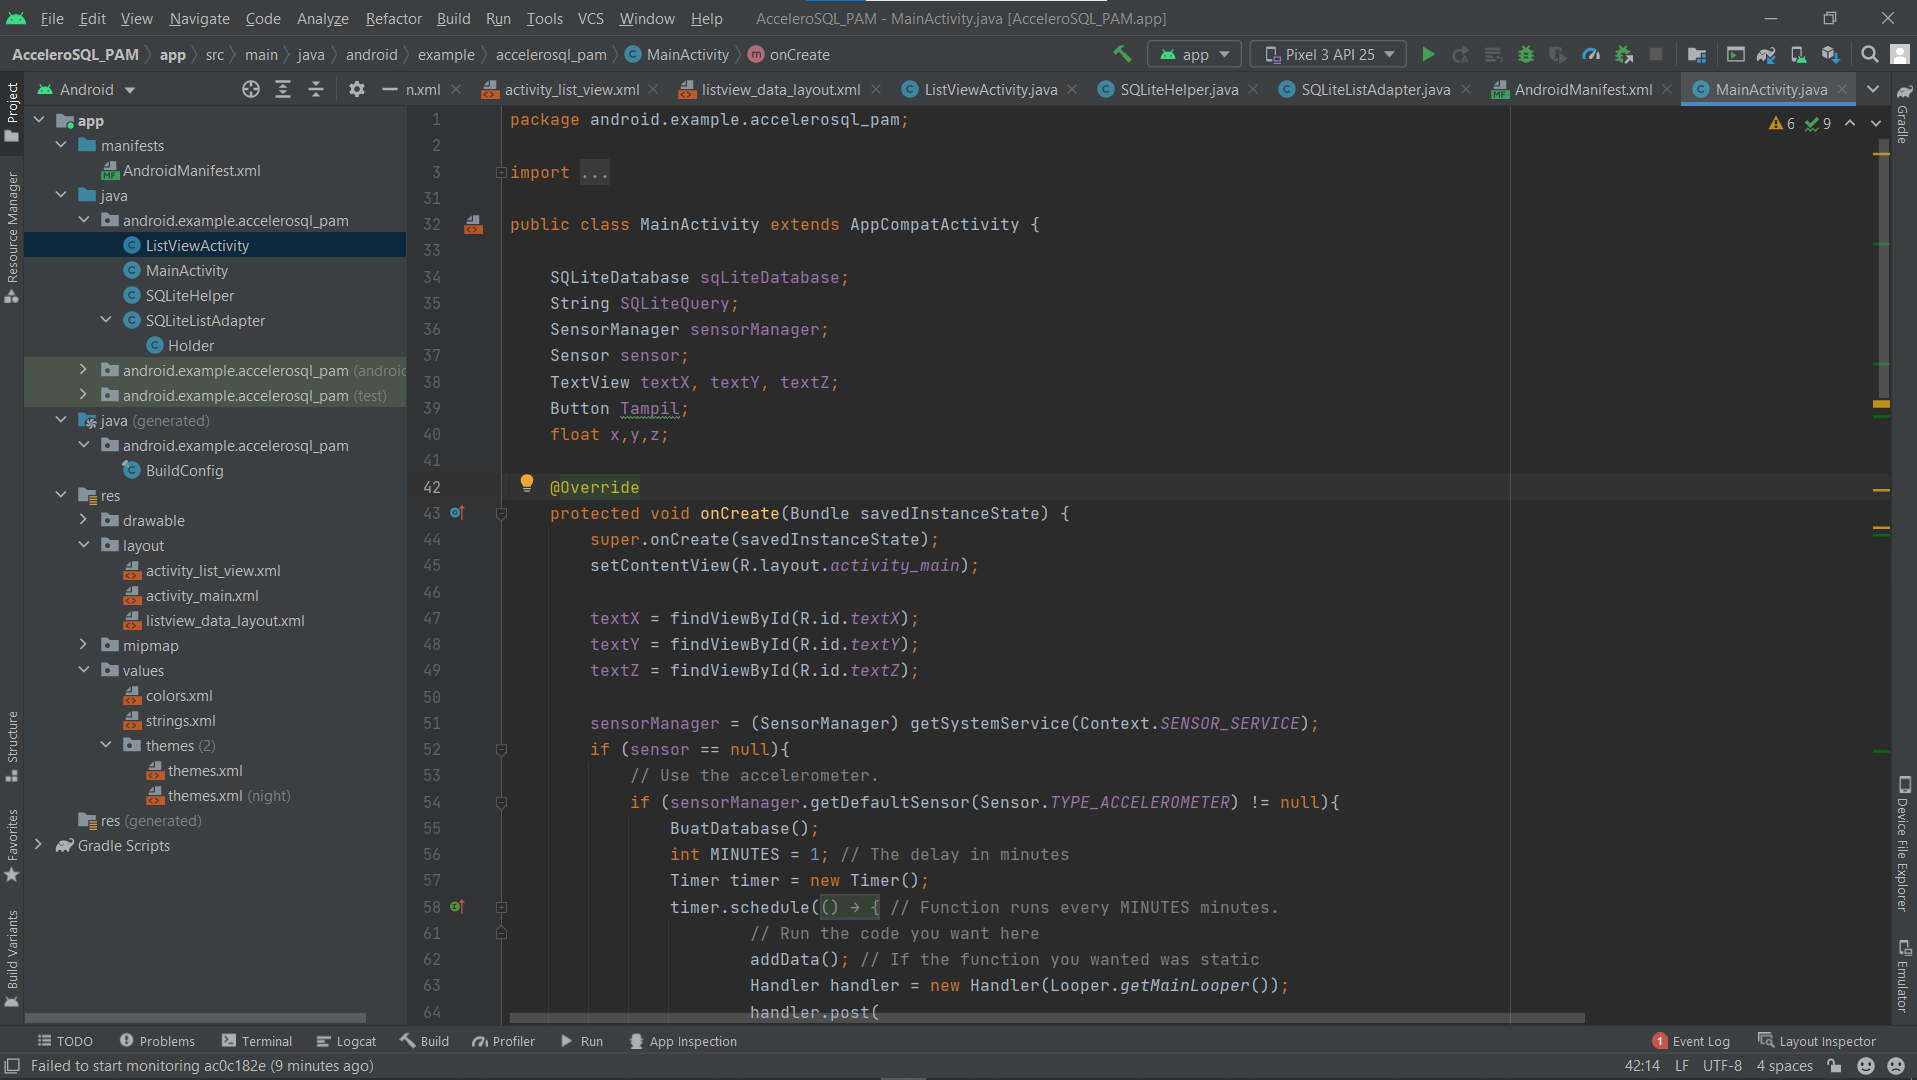 File Edit View Navigate Code Analyze Refactor Build Run Tools VCS Window Help AcceleroSQL_PAM - MainActivity.java [AcceleroSQL_PAM.app]
AcceleroSQL_PAM app src main java android example accelerosql_pam MainActivity onCreate app Pixel 3 API 25
Android n.xml activity_list_view.xml listview_data_layout.xml ListViewActivity.java SQLiteHelper.java SQLiteListAdapter.java AndroidManifest.xml MainActivity.java
Project
Resource Manager
Structure
Favorites
Build Variants
app
manifests
AndroidManifest.xml
java
android.example.accelerosql_pam
ListViewActivity
MainActivity
SQLiteHelper
SQLiteListAdapter
Holder
android.example.accelerosql_pam (androic
android.example.accelerosql_pam (test)
java (generated)
android.example.accelerosql_pam
BuildConfig
res
drawable
layout
activity_list_view.xml
activity_main.xml
listview_data_layout.xml
mipmap
values
colors.xml
strings.xml
themes (2)
themes.xml
themes.xml (night)
res (generated)
Gradle Scripts
6 9
1 package android.example.accelerosql_pam;
2
3 import ...
31
32 public class MainActivity extends AppCompatActivity {
33
34 SQLiteDatabase sqLiteDatabase;
35 String SQLiteQuery;
36 SensorManager sensorManager;
37 Sensor sensor;
38 TextView textX, textY, textZ;
39 Button Tampil;
40 float x,y,z;
41
42 @Override
43 protected void onCreate(Bundle savedInstanceState) {
44 super.onCreate(savedInstanceState);
45 setContentView(R.layout.activity_main);
46
47 textX = findViewById(R.id.textX);
48 textY = findViewById(R.id.textY);
49 textZ = findViewById(R.id.textZ);
50
51 sensorManager = (SensorManager) getSystemService(Context.SENSOR_SERVICE);
52 if (sensor == null){
53 // Use the accelerometer.
54 if (sensorManager.getDefaultSensor(Sensor.TYPE_ACCELEROMETER) != null){
55 BuatDatabase();
56 int MINUTES = 1; // The delay in minutes
57 Timer timer = new Timer();
58 timer.schedule(() → { // Function runs every MINUTES minutes.
61 // Run the code you want here
62 addData(); // If the function you wanted was static
63 Handler handler = new Handler(Looper.getMainLooper());
64 handler.post(
Gradle
Device File Explorer
Emulator
TODO Problems Terminal Logcat Build Profiler Run App Inspection 1 Event Log Layout Inspector
Failed to start monitoring ac0c182e (9 minutes ago) 42:14 LF UTF-8 4 spaces